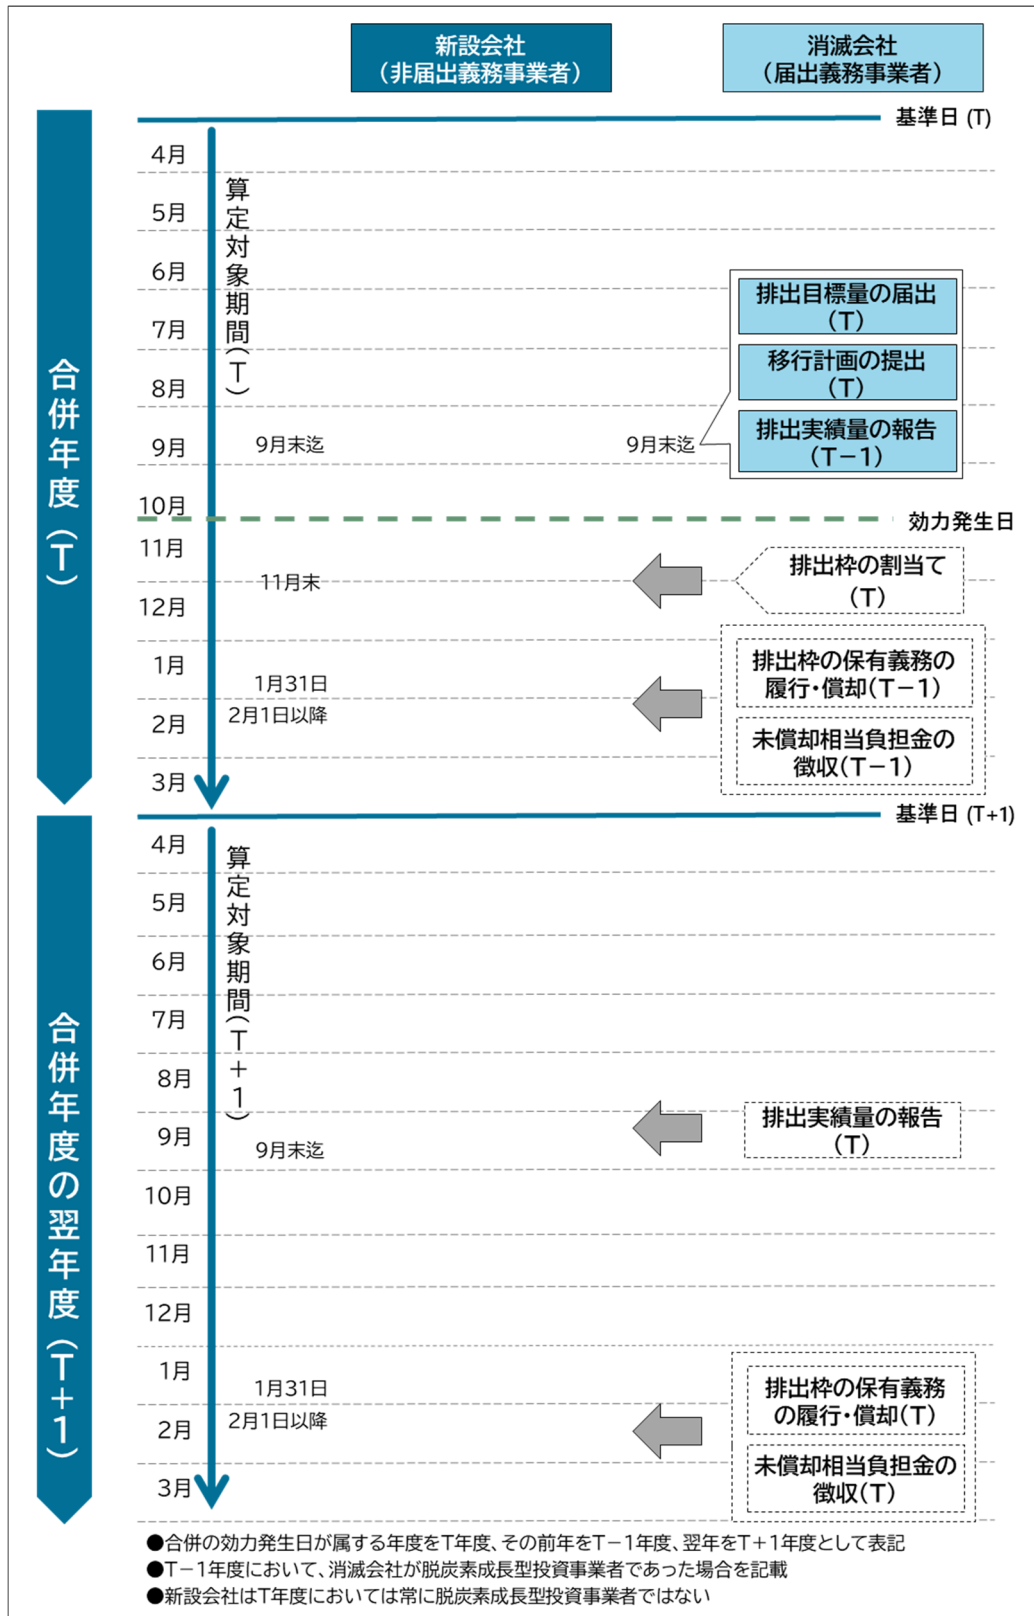 新設会社
（非届出義務事業者）
消滅会社
（届出義務事業者）
基準日 (T)
合併年度（T）
4月
5月
6月
7月
8月
9月
10月
11月
12月
1月
2月
3月
算定対象期間（T）
排出目標量の届出
（T）
移行計画の提出
（T）
排出実績量の報告
（T－1）
9月末迄
9月末迄
効力発生日
11月末
排出枠の割当て
（T）
1月31日
2月1日以降
排出枠の保有義務の
履行・償却（T－1）
未償却相当負担金の
徴収（T－1）
基準日 (T+1)
合併年度の翌年度（T＋1）
4月
5月
6月
7月
8月
9月
10月
11月
12月
1月
2月
3月
算定対象期間（T＋1）
9月末迄
排出実績量の報告
（T）
1月31日
2月1日以降
排出枠の保有義務
の履行・償却（T）
未償却相当負担金の
徴収（T）
●合併の効力発生日が属する年度をT年度、その前年をT－1年度、翌年をT＋1年度として表記
●T－1年度において、消滅会社が脱炭素成長型投資事業者であった場合を記載
●新設会社はT年度においては常に脱炭素成長型投資事業者ではない